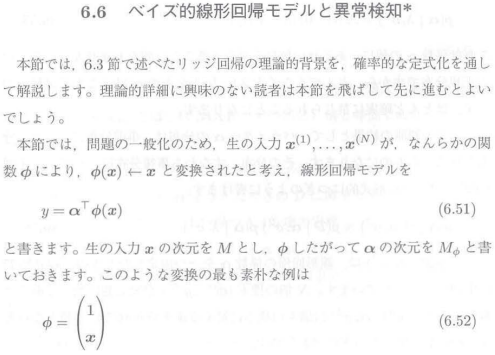 6.6 ベイズ的線形回帰モデルと異常検知*
本節では，6.3 節で述べたリッジ回帰の理論的背景を，確率的な定式化を通し
て解説します。理論的詳細に興味のない読者は本節を飛ばして先に進むとよい
でしょう。
本節では，問題の一般化のため，生の入力 x^(1), . . . , x^(N) が，なんらかの関
数 ϕ により，ϕ(x) ← x と変換されたと考え，線形回帰モデルを
y = α^⊤ϕ(x) (6.51)
と書きます。生の入力 x の次元を M とし，ϕ したがって α の次元を M_ϕ と書
いておきます。このような変換の最も素朴な例は
ϕ = (1 x) (6.52)